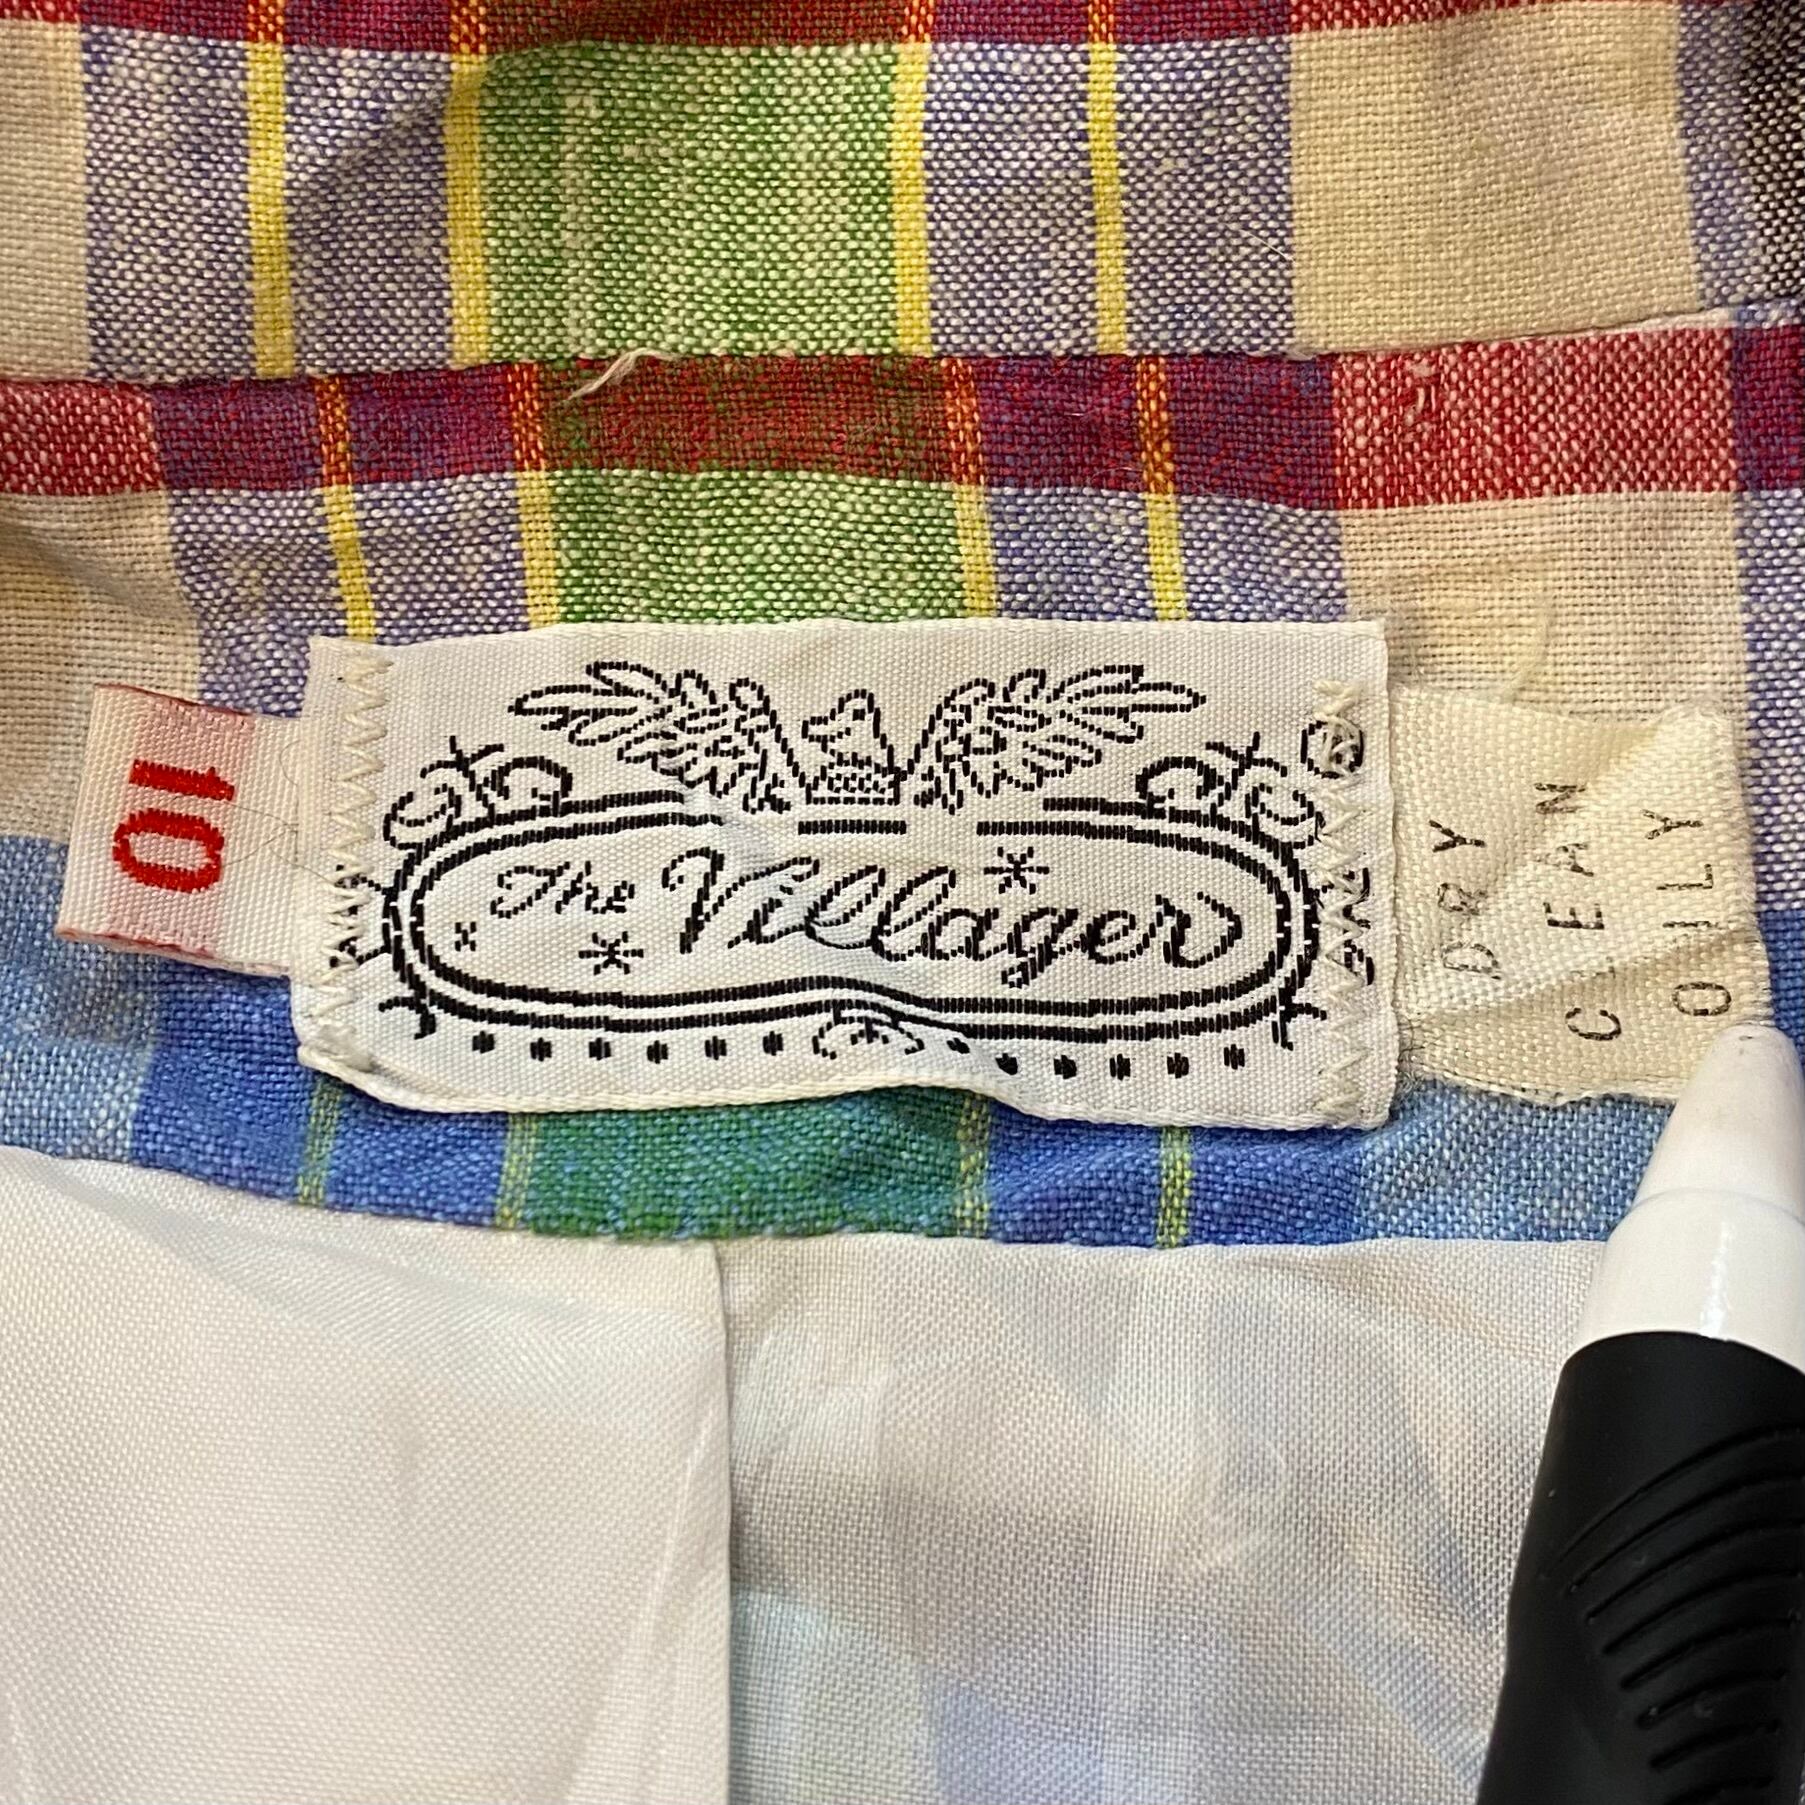 10
The Villager
®
DRY
CLEAN
ONLY